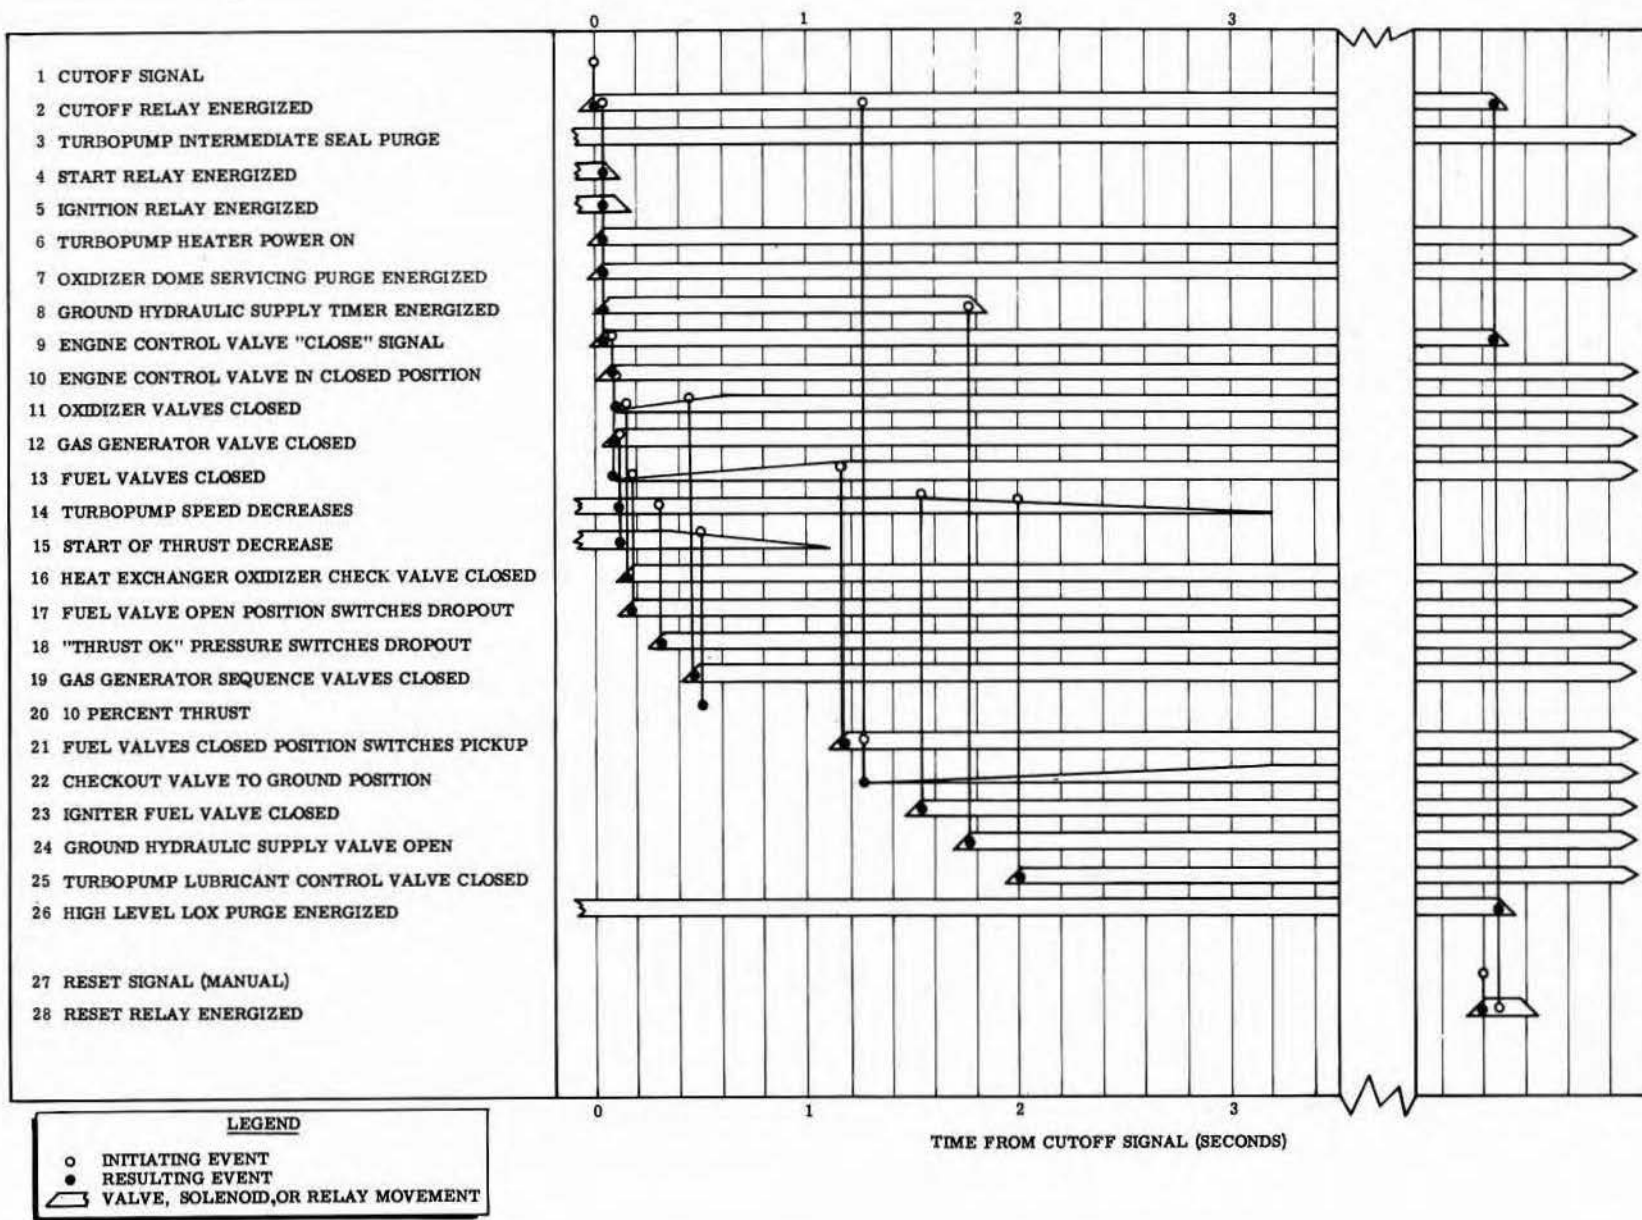 0 1 2 3
1 CUTOFF SIGNAL
2 CUTOFF RELAY ENERGIZED
3 TURBOPUMP INTERMEDIATE SEAL PURGE
4 START RELAY ENERGIZED
5 IGNITION RELAY ENERGIZED
6 TURBOPUMP HEATER POWER ON
7 OXIDIZER DOME SERVICING PURGE ENERGIZED
8 GROUND HYDRAULIC SUPPLY TIMER ENERGIZED
9 ENGINE CONTROL VALVE "CLOSE" SIGNAL
10 ENGINE CONTROL VALVE IN CLOSED POSITION
11 OXIDIZER VALVES CLOSED
12 GAS GENERATOR VALVE CLOSED
13 FUEL VALVES CLOSED
14 TURBOPUMP SPEED DECREASES
15 START OF THRUST DECREASE
16 HEAT EXCHANGER OXIDIZER CHECK VALVE CLOSED
17 FUEL VALVE OPEN POSITION SWITCHES DROPOUT
18 "THRUST OK" PRESSURE SWITCHES DROPOUT
19 GAS GENERATOR SEQUENCE VALVES CLOSED
20 10 PERCENT THRUST
21 FUEL VALVES CLOSED POSITION SWITCHES PICKUP
22 CHECKOUT VALVE TO GROUND POSITION
23 IGNITER FUEL VALVE CLOSED
24 GROUND HYDRAULIC SUPPLY VALVE OPEN
25 TURBOPUMP LUBRICANT CONTROL VALVE CLOSED
26 HIGH LEVEL LOX PURGE ENERGIZED
27 RESET SIGNAL (MANUAL)
28 RESET RELAY ENERGIZED
0 1 2 3
TIME FROM CUTOFF SIGNAL (SECONDS)
LEGEND
INITIATING EVENT
RESULTING EVENT
VALVE, SOLENOID,OR RELAY MOVEMENT